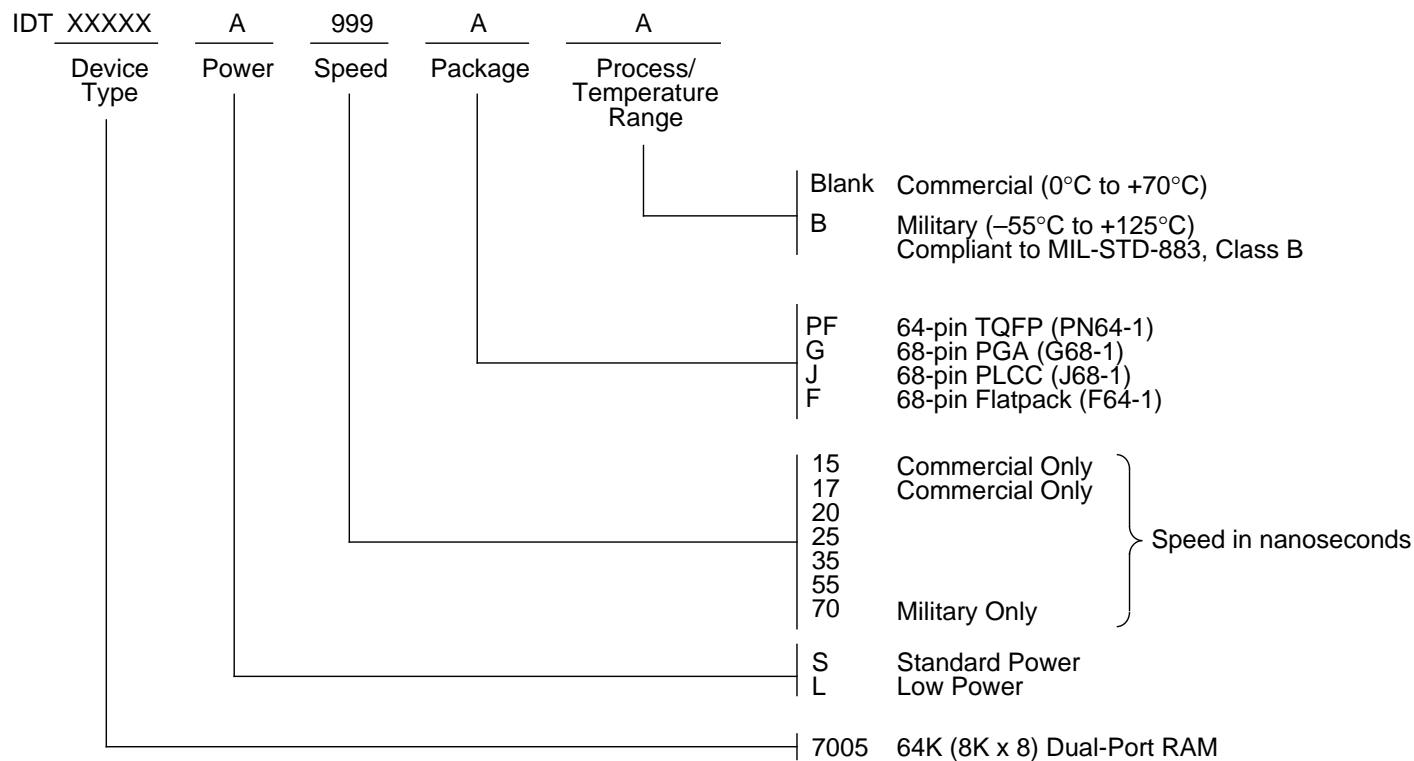 IDT XXXXX A 999 A A
Device Type
Power
Speed
Package
Process/
Temperature
Range
Blank Commercial (0°C to +70°C)
B Military (–55°C to +125°C)
Compliant to MIL-STD-883, Class B
PF 64-pin TQFP (PN64-1)
G 68-pin PGA (G68-1)
J 68-pin PLCC (J68-1)
F 68-pin Flatpack (F64-1)
15 Commercial Only
17 Commercial Only
20
25
35
55
70 Military Only
Speed in nanoseconds
S Standard Power
L Low Power
7005 64K (8K x 8) Dual-Port RAM